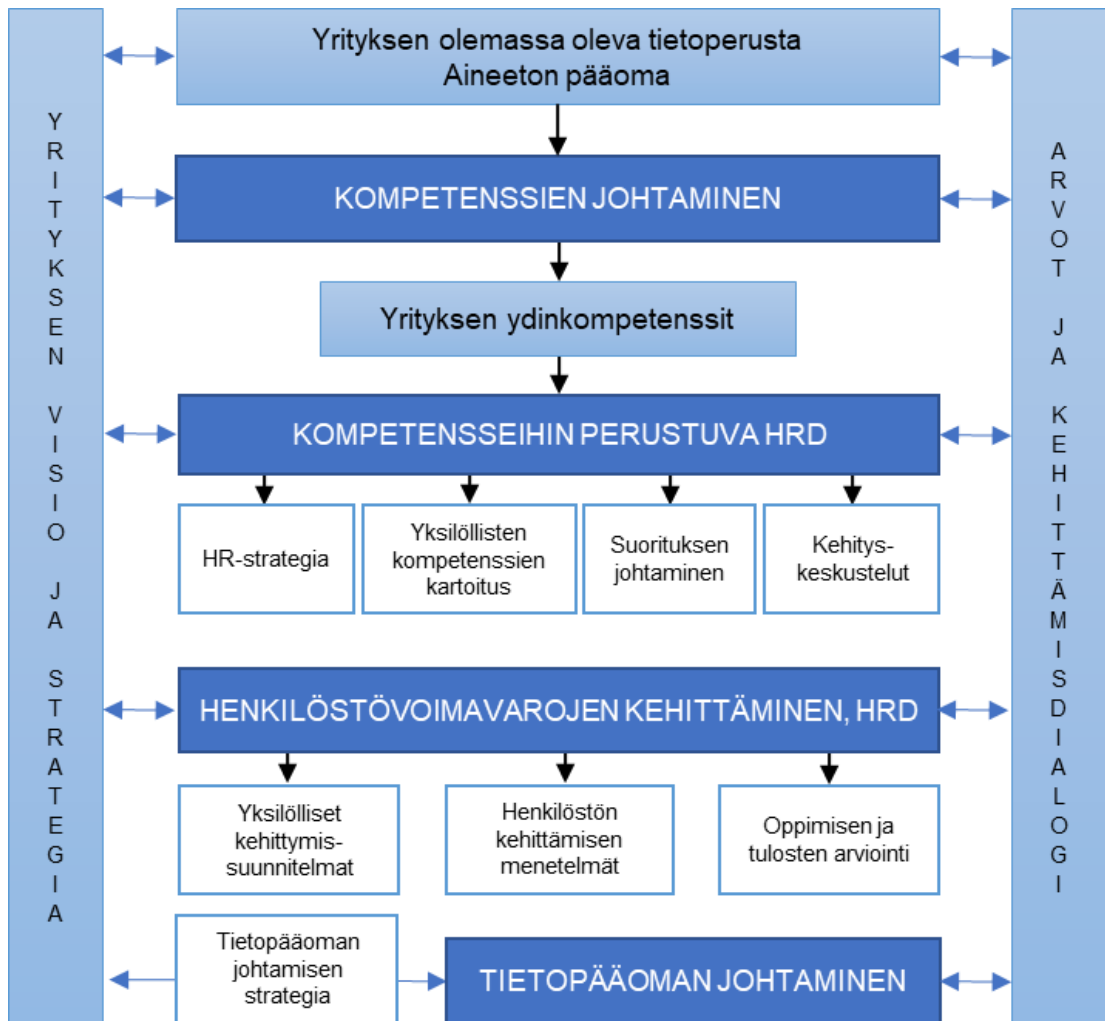 Yrityksen olemassa oleva tietoperusta
Aineeton pääoma
YRITYKSEN VISIO JA STRATEGIA
ARVOT JA KEHITTÄMISDIALOGI
KOMPETENSSIEN JOHTAMINEN
Yrityksen ydinkompetenssit
KOMPETENSSEIHIN PERUSTUVA HRD
HR-strategia
Yksilöllisten
kompetenssien
kartoitus
Suorituksen
johtaminen
Kehitys-
keskustelut
HENKILÖSTÖVOIMAVAROJEN KEHITTÄMINEN, HRD
Yksilölliset
kehittymis-
suunnitelmat
Henkilöstön
kehittämisen
menetelmät
Oppimisen ja
tulosten arviointi
Tietopääoman
johtamisen
strategia
TIETOPÄÄOMAN JOHTAMINEN